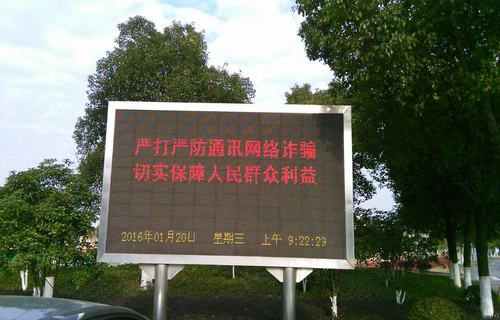 严打严防通讯网络诈骗
切实保障人民群众利益
2016年01月20日 星期三 上午 9:22:29